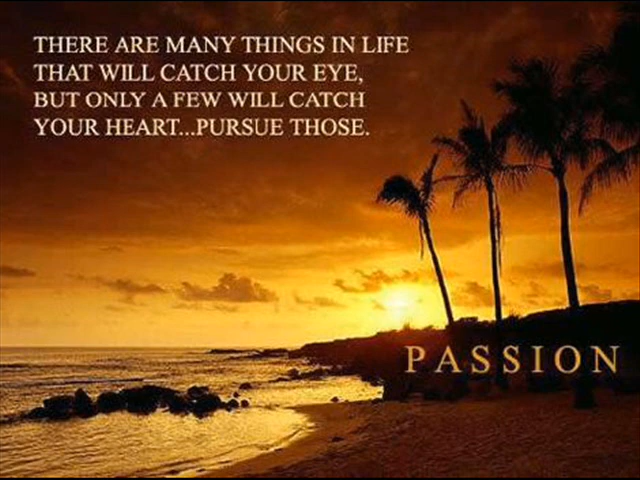 THERE ARE MANY THINGS IN LIFE
THAT WILL CATCH YOUR EYE,
BUT ONLY A FEW WILL CATCH
YOUR HEART...PURSUE THOSE.
PASSION